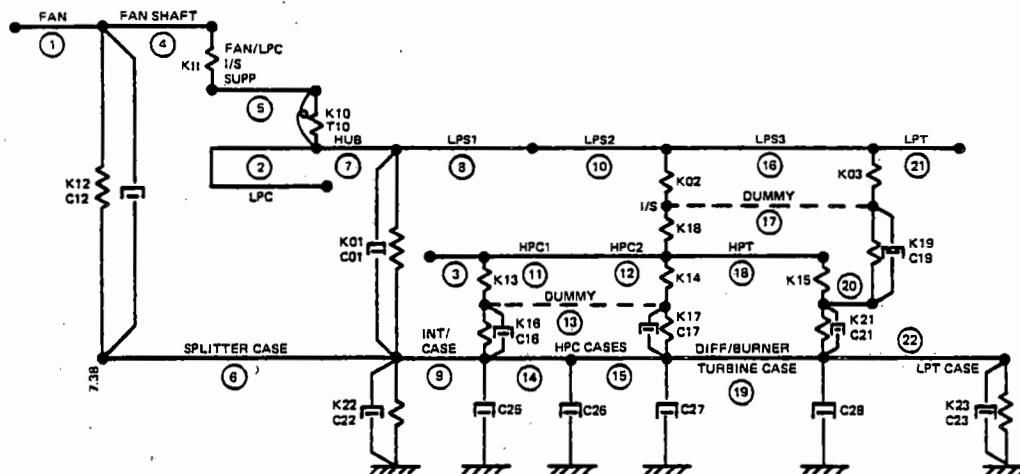 FAN
FAN SHAFT
1
4
K11
FAN/LPC
I/S
SUPP
5
K10
T10
HUB
LPS1
LPS2
LPS3
LPT
2
7
8
10
16
21
LPC
K12
C12
K02
K03
I/S
DUMMY
17
K18
K01
C01
K19
C19
HPC1
HPC2
HPT
3
K13
11
12
K14
18
K15
20
DUMMY
13
K16
C16
K17
C17
K21
C21
7.38
SPLITTER CASE
INT/
CASE
HPC CASES
DIFF/BURNER
22
6
9
14
15
TURBINE CASE
LPT CASE
19
K22
C22
C25
C26
C27
C28
K23
C23